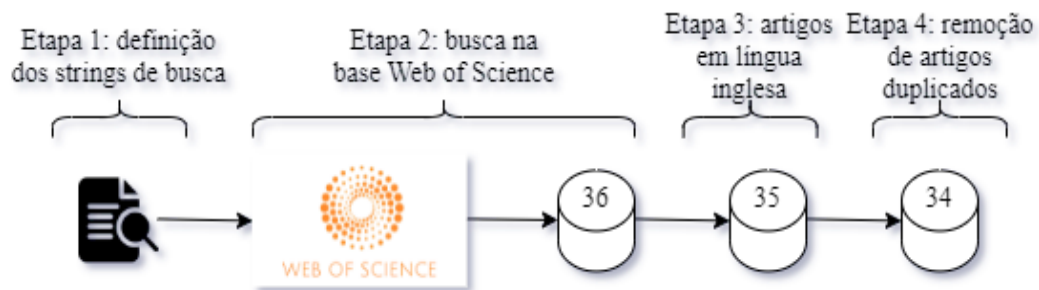 Etapa 1: definição
dos strings de busca
Etapa 2: busca na
base Web of Science
Etapa 3: artigos
em língua
inglesa
Etapa 4: remoção
de artigos
duplicados
WEB OF SCIENCE
36
35
34